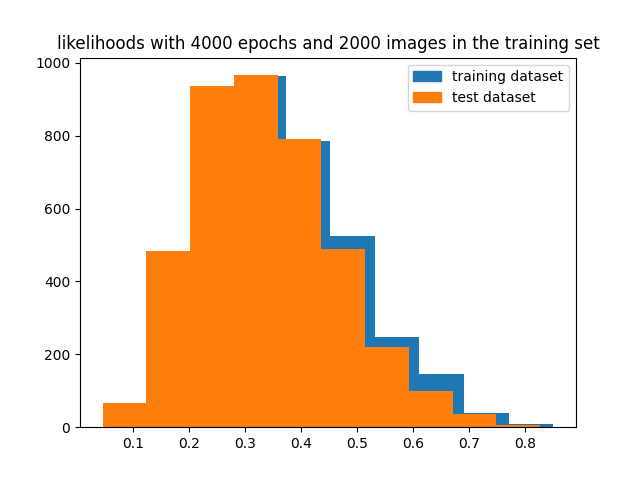 likelihoods with 4000 epochs and 2000 images in the training set
1000
800
600
400
200
0
training dataset
test dataset
0.1 0.2 0.3 0.4 0.5 0.6 0.7 0.8